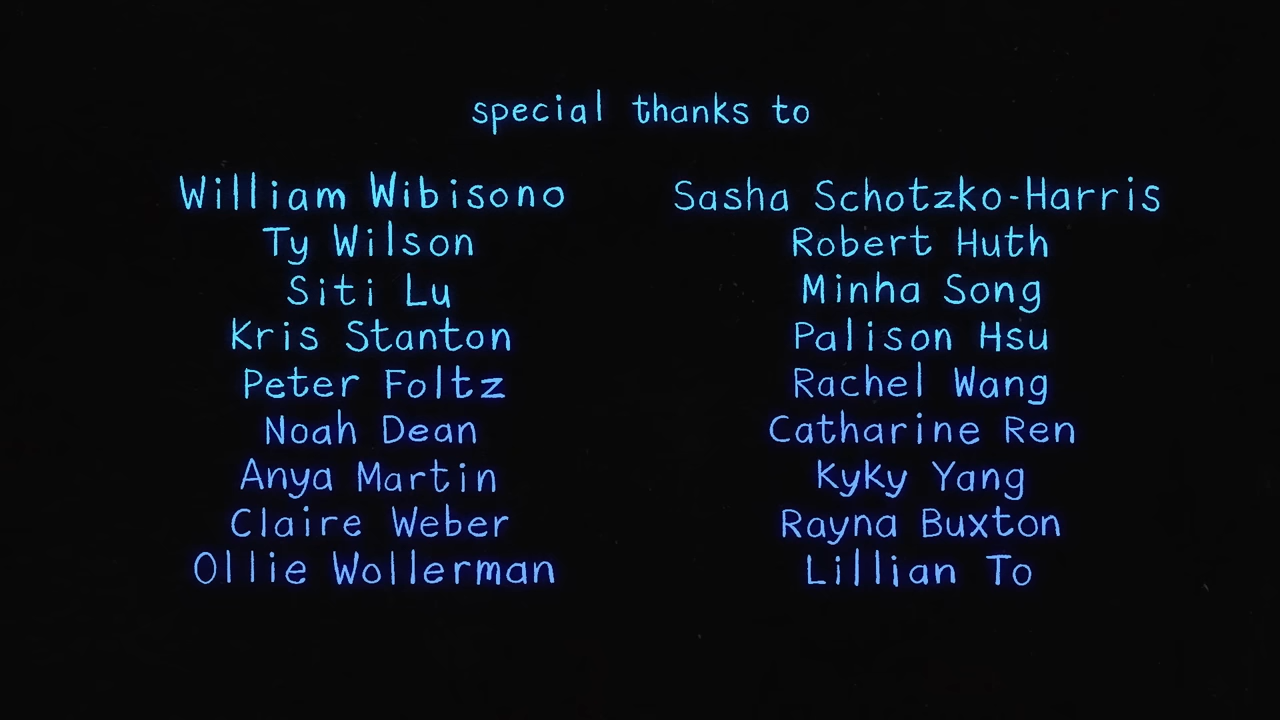 special thanks to
William Wibisono
Ty Wilson
Siti Lu
Kris Stanton
Peter Foltz
Noah Dean
Anya Martin
Claire Weber
Ollie Wollerman
Sasha Schotzko-Harris
Robert Huth
Minha Song
Palison Hsu
Rachel Wang
Catharine Ren
Kyky Yang
Rayna Buxton
Lillian To